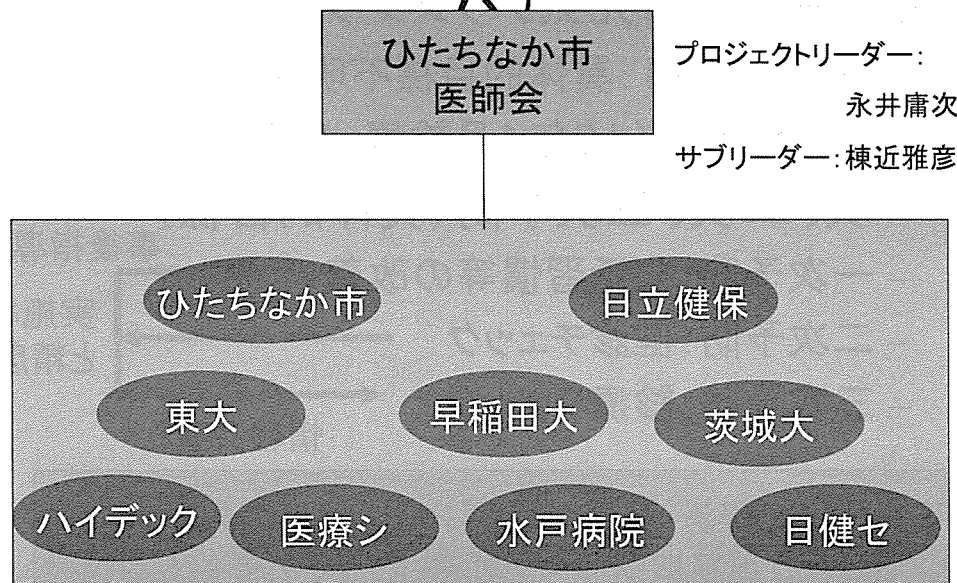 ひたちなか市
医師会
プロジェクトリーダー:
永井庸次
サブリーダー:棟近雅彦
ひたちなか市
日立健保
東大
早稲田大
茨城大
ハイデック
医療シ
水戸病院
日健セ